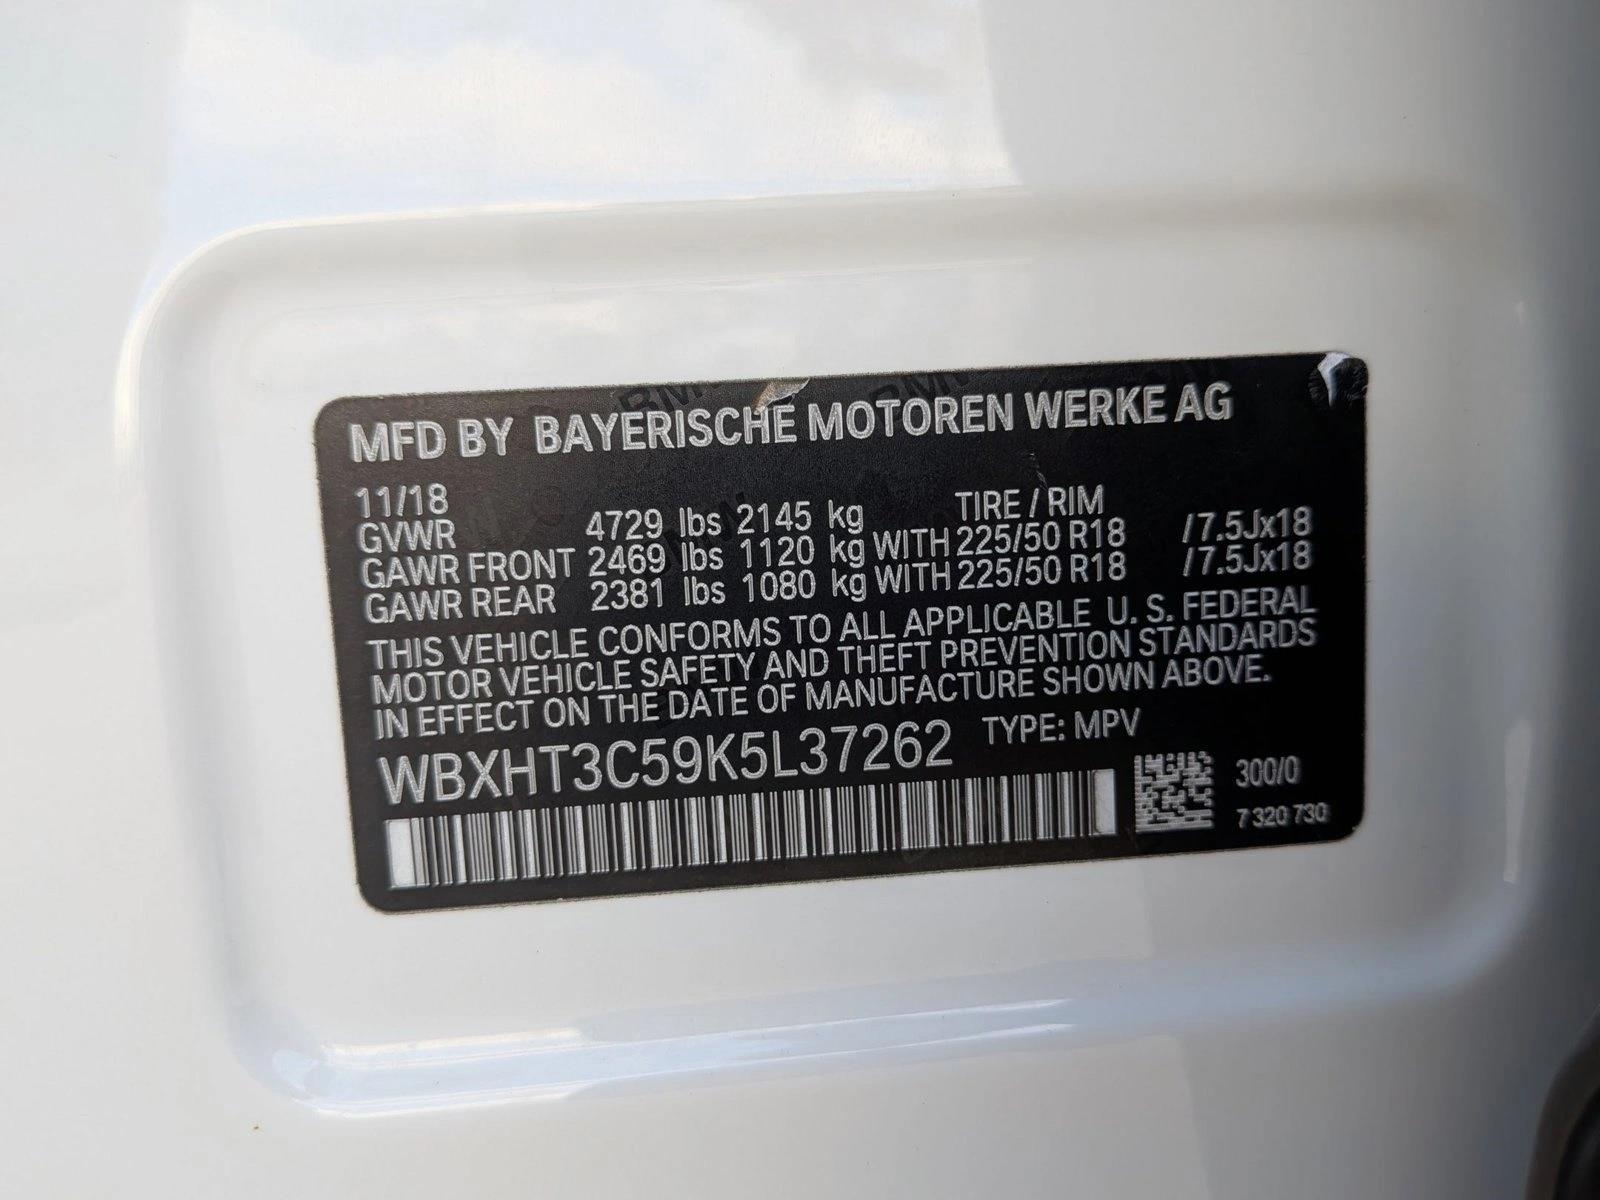 MFD BY BAYERISCHE MOTOREN WERKE AG
11/18 TIRE / RIM
GVWR 4729 lbs 2145 kg
GAWR FRONT 2469 lbs 1120 kg WITH 225/50 R18 /7.5Jx18
GAWR REAR 2381 lbs 1080 kg WITH 225/50 R18 /7.5Jx18
THIS VEHICLE CONFORMS TO ALL APPLICABLE U. S. FEDERAL
MOTOR VEHICLE SAFETY AND THEFT PREVENTION STANDARDS
IN EFFECT ON THE DATE OF MANUFACTURE SHOWN ABOVE.
WBXHT3C59K5L37262 TYPE: MPV
300/0
7 320 730